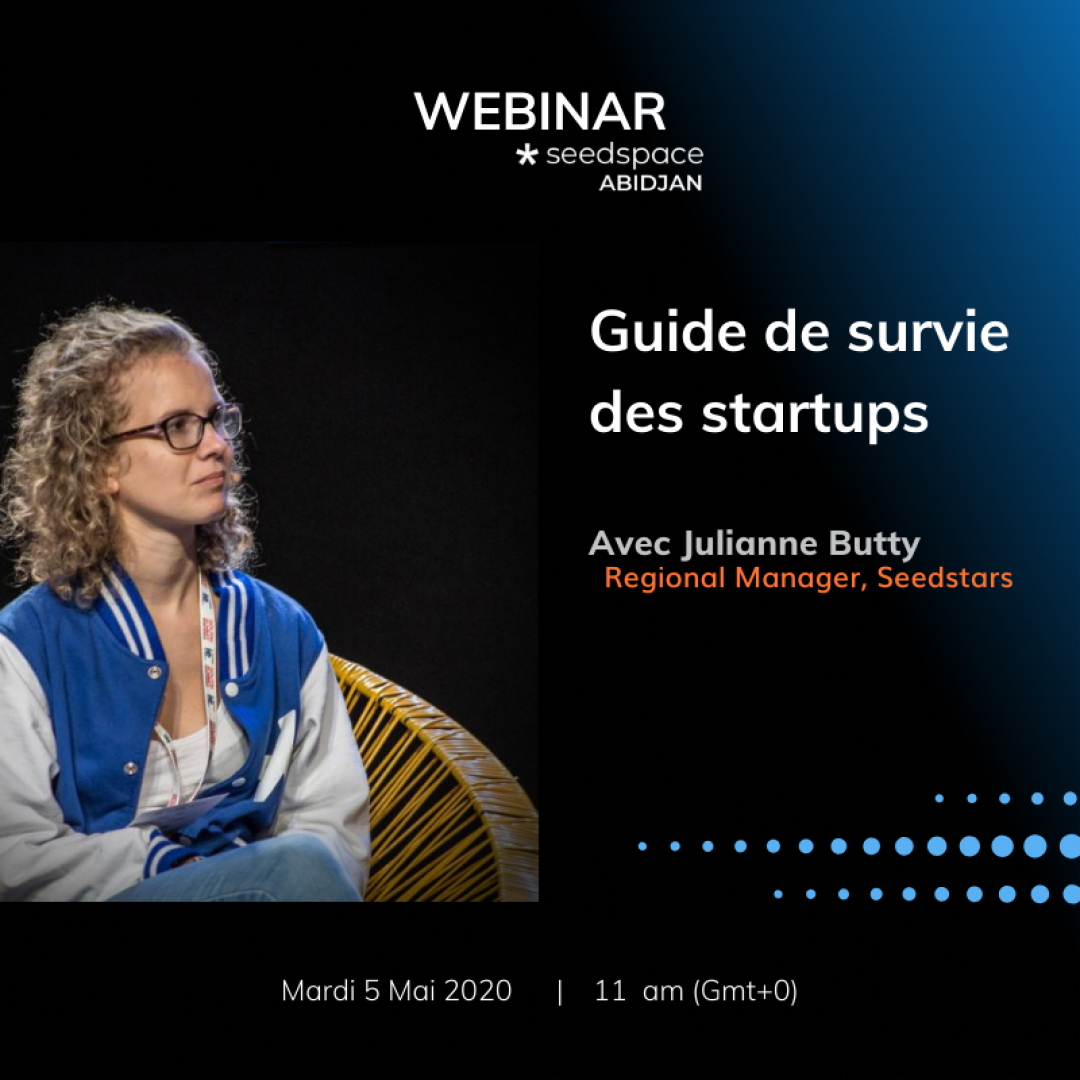 WEBINAR
* seedspace
ABIDJAN
Guide de survie
des startups
Avec Julianne Butty
Regional Manager, Seedstars
Mardi 5 Mai 2020 | 11 am (Gmt+0)